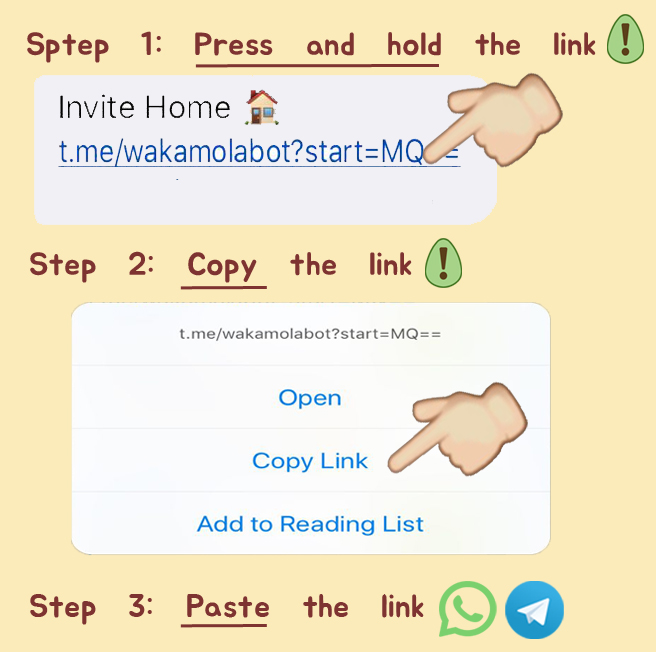 Sptep 1: Press and hold the link
Invite Home
t.me/wakamolabot?start=MQ==
Step 2: Copy the link
t.me/wakamolabot?start=MQ==
Open
Copy Link
Add to Reading List
Step 3: Paste the link